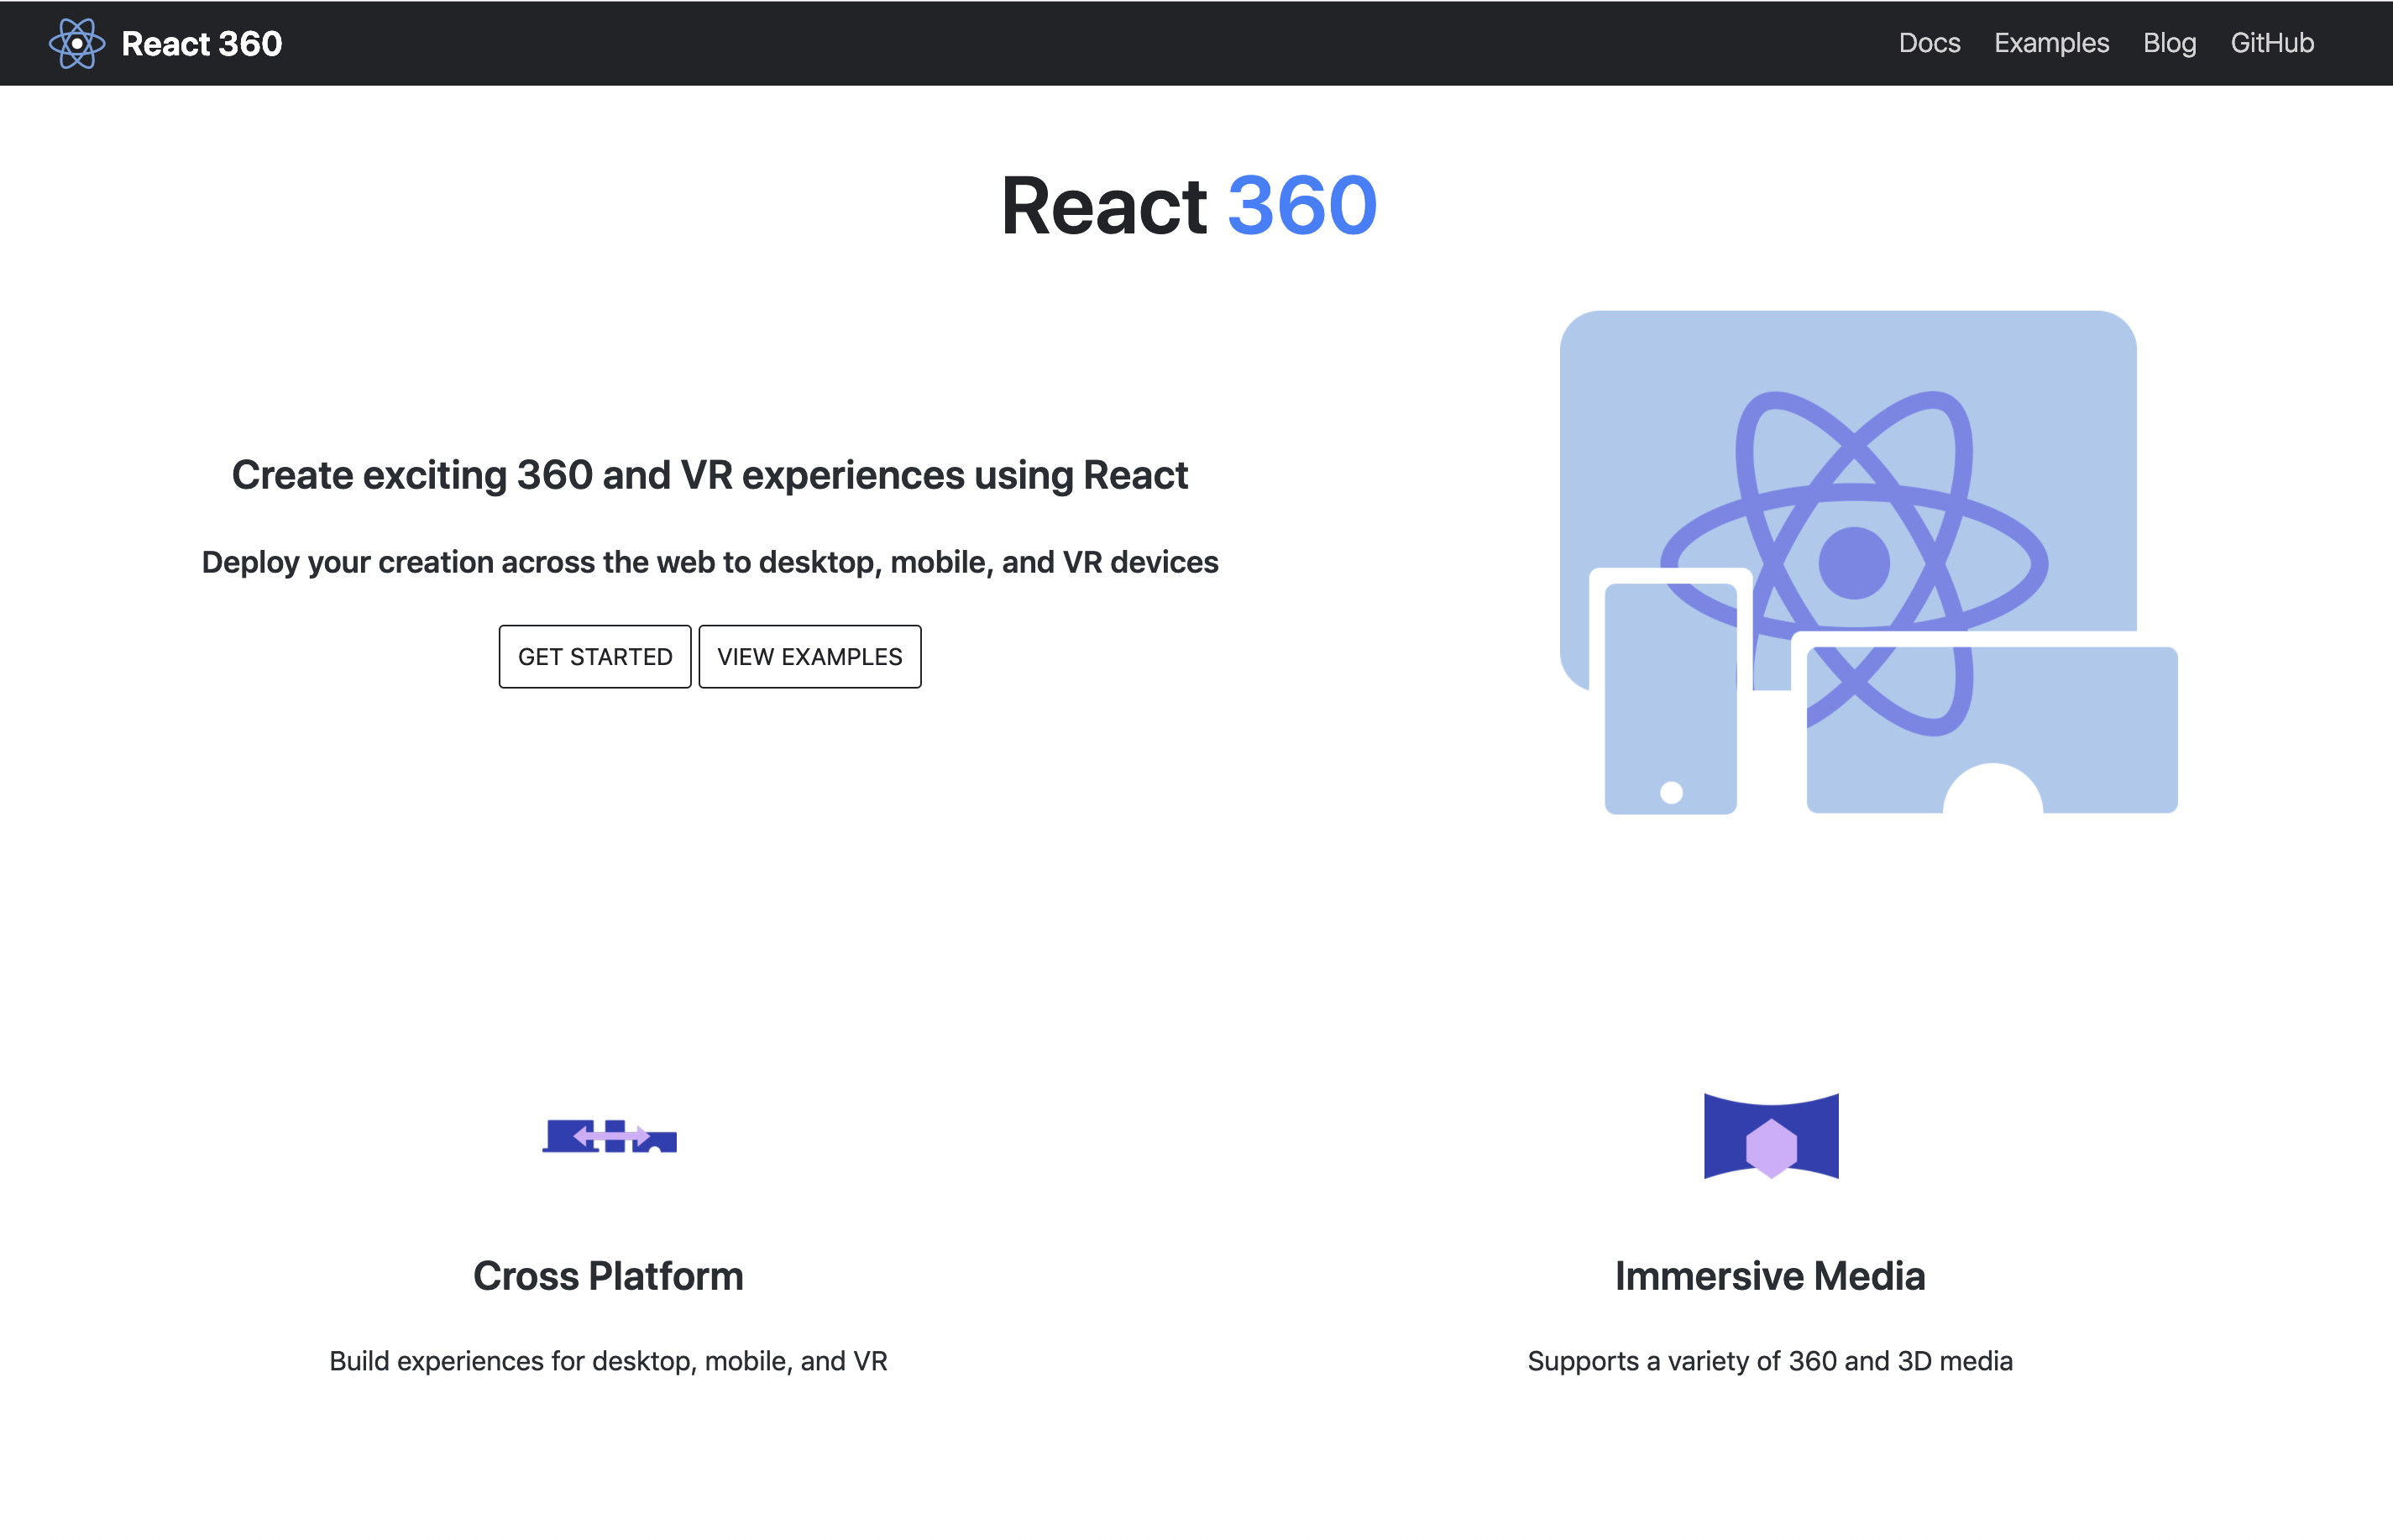 React 360
Docs Examples Blog GitHub
React 360
Create exciting 360 and VR experiences using React
Deploy your creation across the web to desktop, mobile, and VR devices
GET STARTED VIEW EXAMPLES
Cross Platform
Build experiences for desktop, mobile, and VR
Immersive Media
Supports a variety of 360 and 3D media